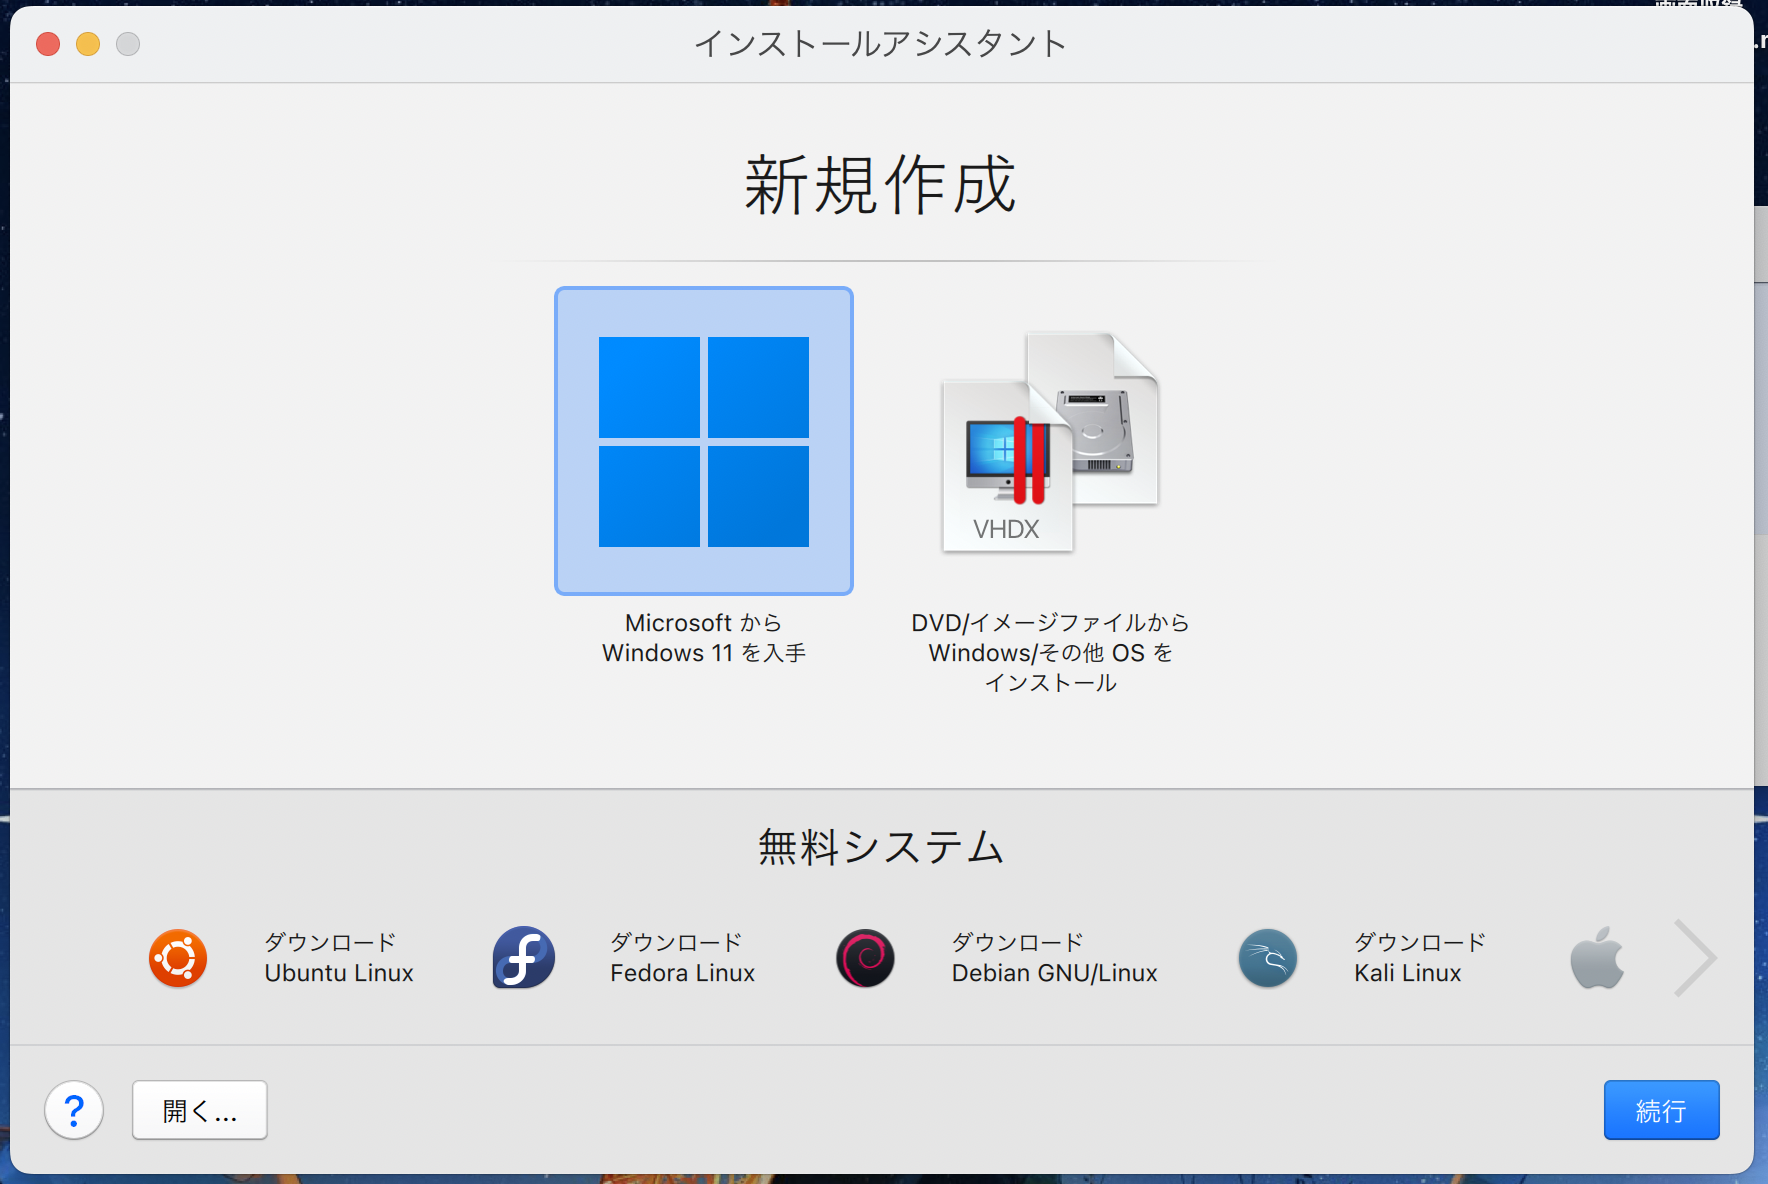 インストールアシスタント
新規作成
VHDX
Microsoft から
Windows 11 を入手
DVD/イメージファイルから
Windows/その他 OS を
インストール
無料システム
ダウンロード
Ubuntu Linux
ダウンロード
Fedora Linux
ダウンロード
Debian GNU/Linux
ダウンロード
Kali Linux
?
開く...
続行